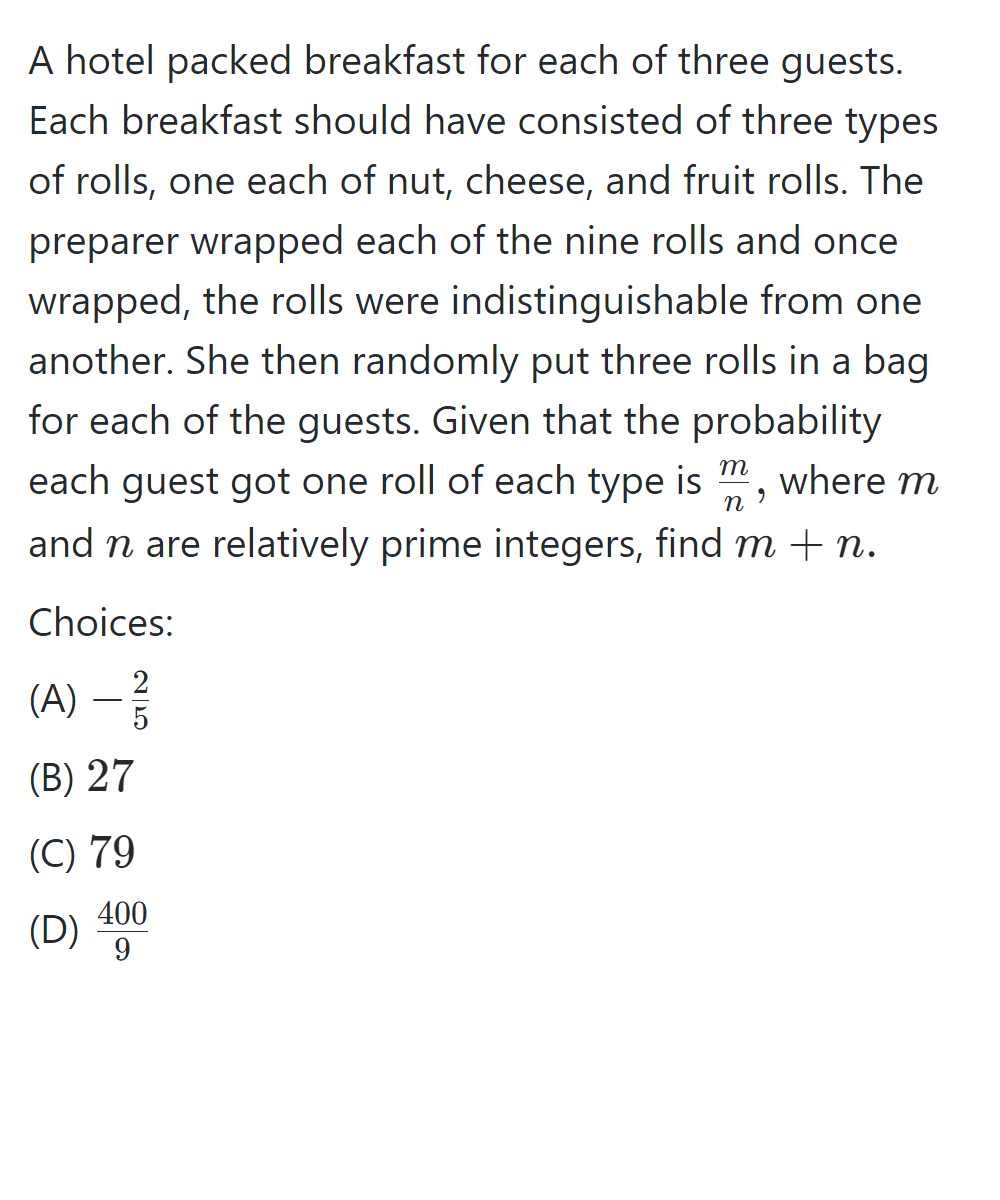 A hotel packed breakfast for each of three guests.
Each breakfast should have consisted of three types
of rolls, one each of nut, cheese, and fruit rolls. The
preparer wrapped each of the nine rolls and once
wrapped, the rolls were indistinguishable from one
another. She then randomly put three rolls in a bag
for each of the guests. Given that the probability
each guest got one roll of each type is $\frac{m}{n}$, where $m$
and $n$ are relatively prime integers, find $m + n$.
Choices:
(A) $-\frac{2}{5}$
(B) $27$
(C) $79$
(D) $\frac{400}{9}$